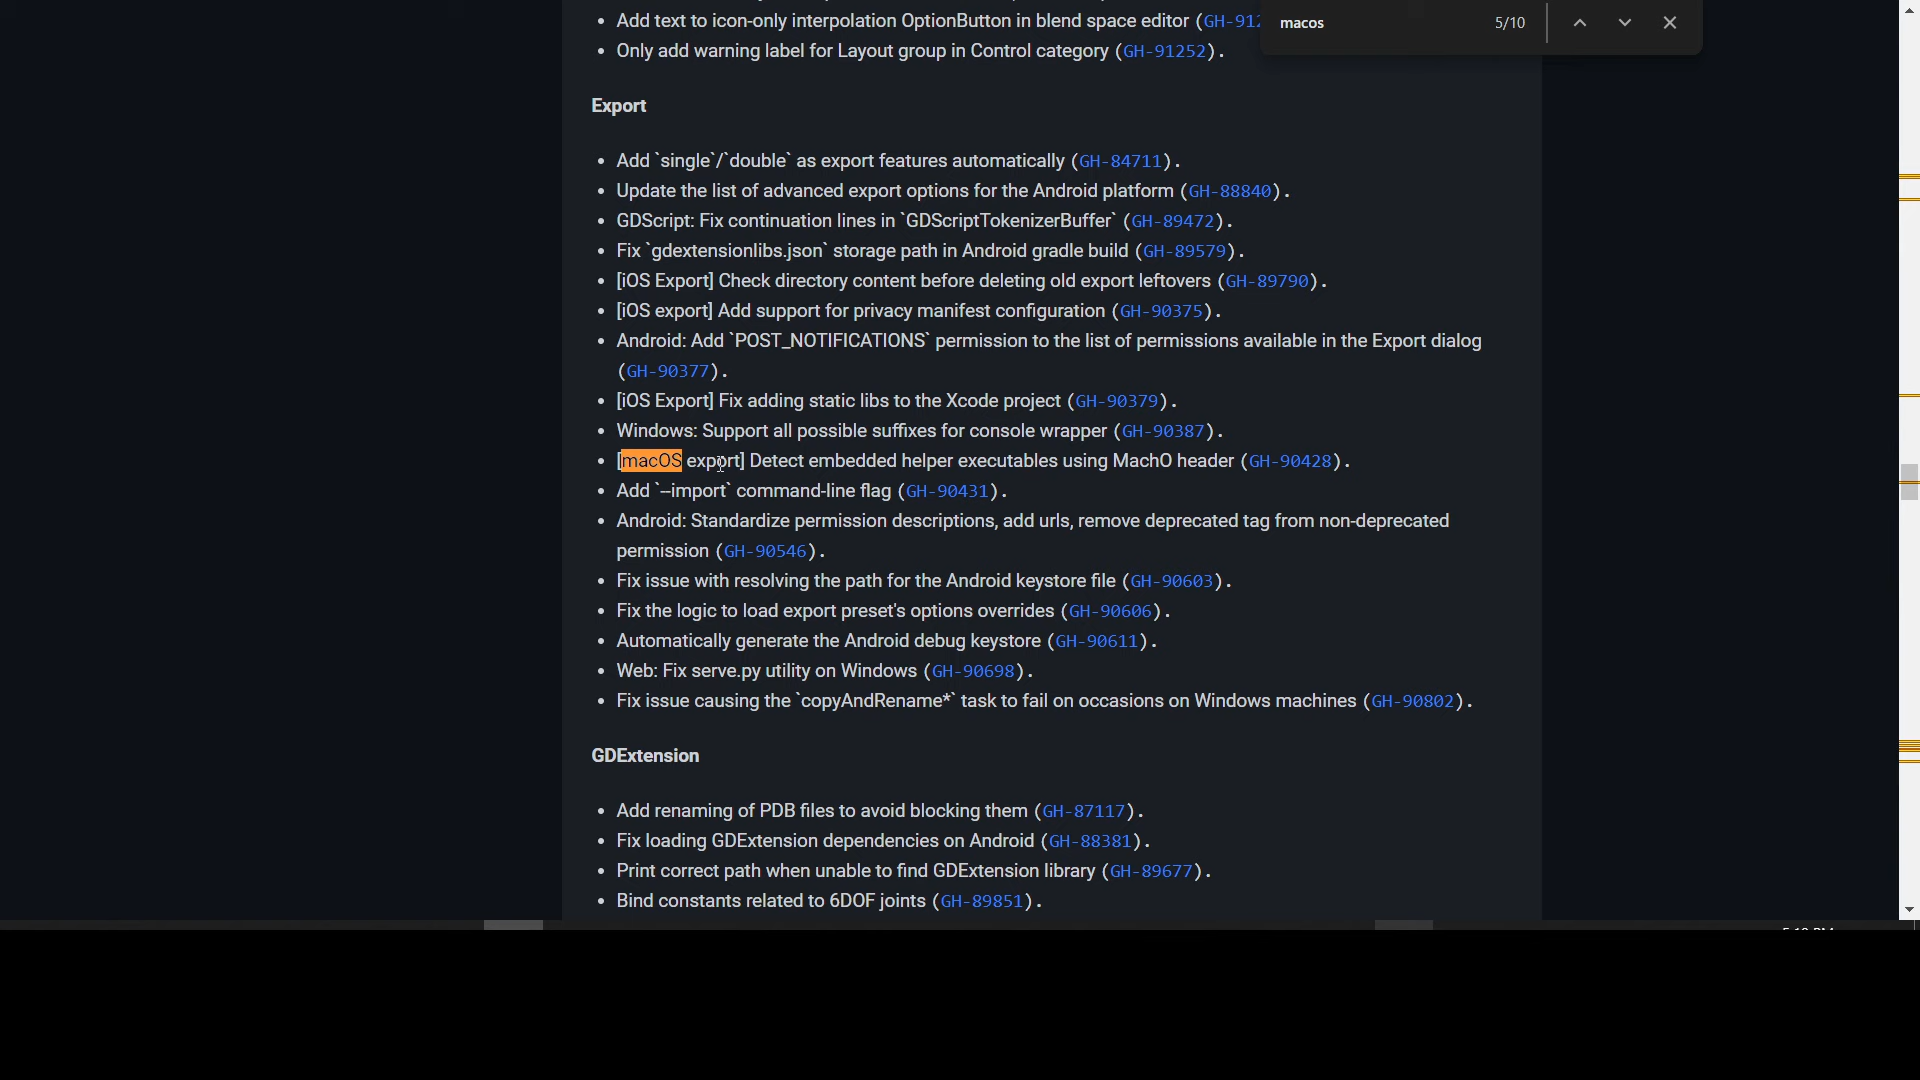 • Add text to icon-only interpolation OptionButton in blend space editor (GH-912
macos 5/10
• Only add warning label for Layout group in Control category (GH-91252).
Export
• Add `single`/`double` as export features automatically (GH-84711).
• Update the list of advanced export options for the Android platform (GH-88840).
• GDScript: Fix continuation lines in `GDScriptTokenizerBuffer` (GH-89472).
• Fix `gdextensionlibs.json` storage path in Android gradle build (GH-89579).
• [iOS Export] Check directory content before deleting old export leftovers (GH-89790).
• [iOS export] Add support for privacy manifest configuration (GH-90375).
• Android: Add `POST_NOTIFICATIONS` permission to the list of permissions available in the Export dialog
(GH-90377).
• [iOS Export] Fix adding static libs to the Xcode project (GH-90379).
• Windows: Support all possible suffixes for console wrapper (GH-90387).
• [macOS export] Detect embedded helper executables using MachO header (GH-90428).
• Add `--import` command-line flag (GH-90431).
• Android: Standardize permission descriptions, add urls, remove deprecated tag from non-deprecated
permission (GH-90546).
• Fix issue with resolving the path for the Android keystore file (GH-90603).
• Fix the logic to load export preset's options overrides (GH-90606).
• Automatically generate the Android debug keystore (GH-90611).
• Web: Fix serve.py utility on Windows (GH-90698).
• Fix issue causing the `copyAndRename*` task to fail on occasions on Windows machines (GH-90802).
GDExtension
• Add renaming of PDB files to avoid blocking them (GH-87117).
• Fix loading GDExtension dependencies on Android (GH-88381).
• Print correct path when unable to find GDExtension library (GH-89677).
• Bind constants related to 6DOF joints (GH-89851).